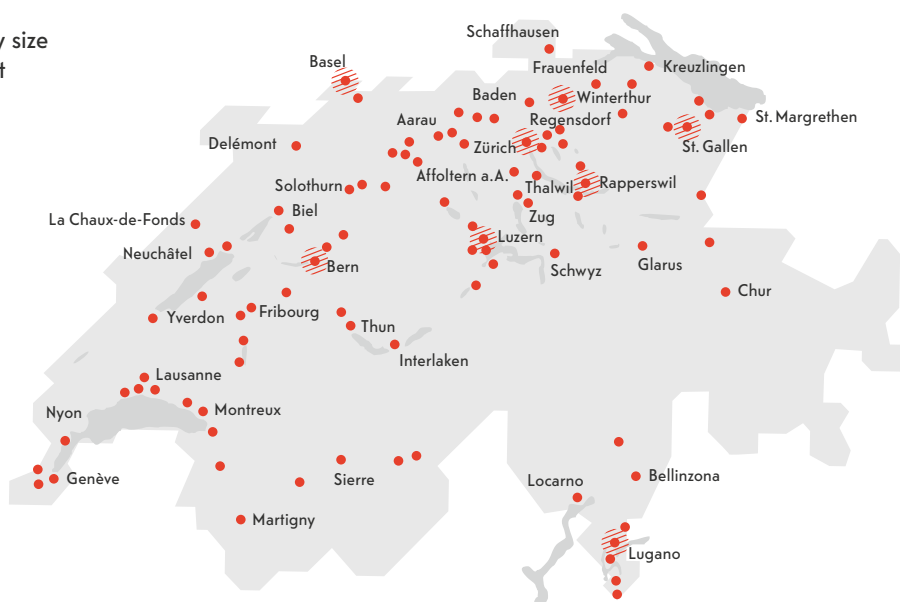 y size
t
Schaffhausen
Basel
Frauenfeld
Kreuzlingen
Baden
Winterthur
Aarau
Regensdorf
St. Margrethen
Delémont
Zürich
St. Gallen
Affoltern a.A.
Solothurn
Thalwil
Rapperswil
Biel
Zug
La Chaux-de-Fonds
Luzern
Neuchâtel
Bern
Schwyz
Glarus
Chur
Yverdon
Fribourg
Thun
Interlaken
Lausanne
Nyon
Montreux
Genève
Sierre
Locarno
Bellinzona
Martigny
Lugano